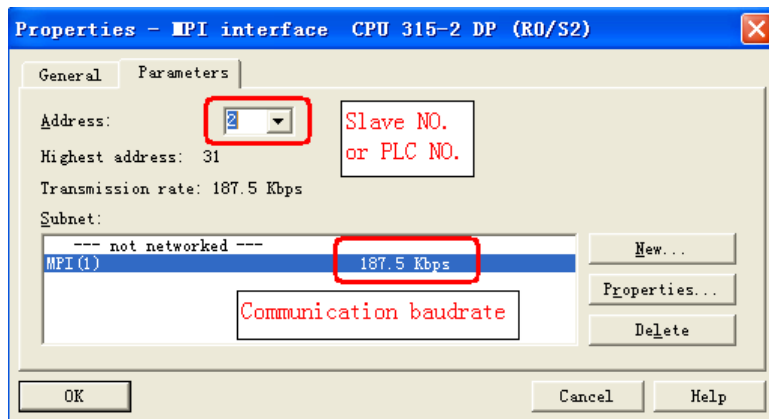 Properties - MPI interface CPU 315-2 DP (R0/S2)
General Parameters
Address: 2
Slave NO.
or PLC NO.
Highest address: 31
Transmission rate: 187.5 Kbps
Subnet:
--- not networked ---
MPI(1) 187.5 Kbps
Communication baudrate
New...
Properties...
Delete
OK Cancel Help